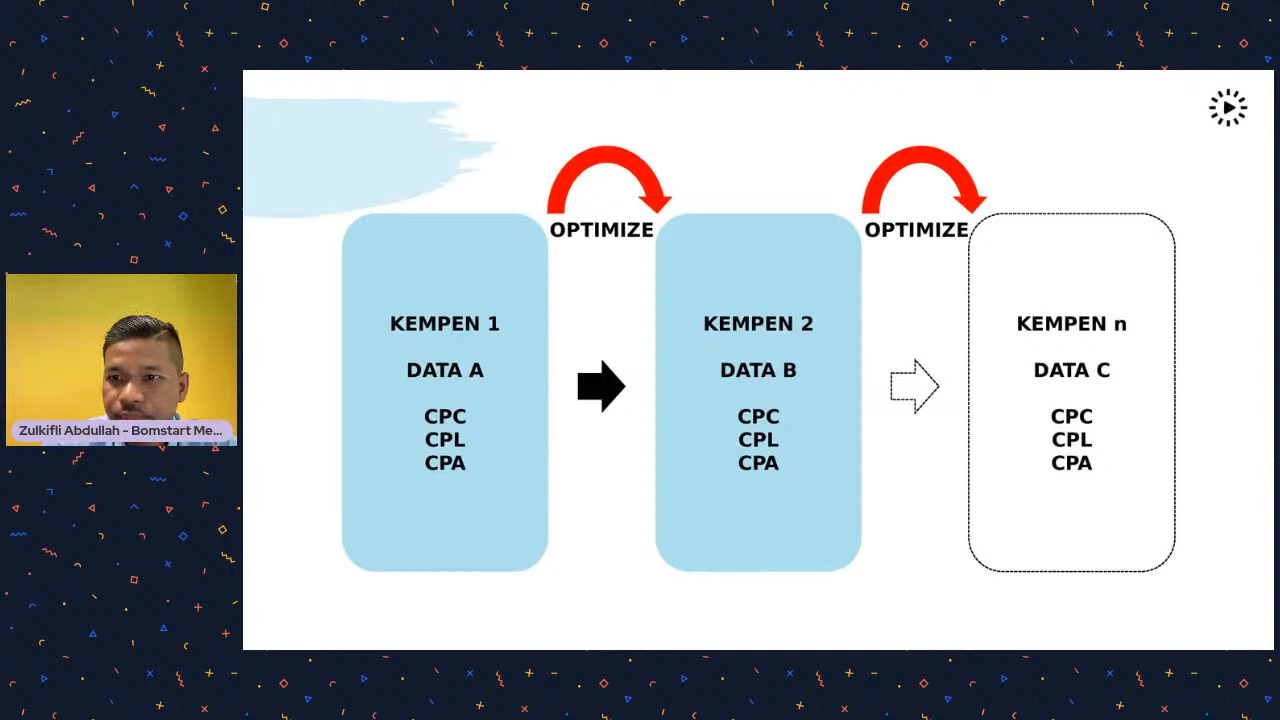 OPTIMIZE
OPTIMIZE
KEMPEN 1
DATA A
CPC
CPL
CPA
KEMPEN 2
DATA B
CPC
CPL
CPA
KEMPEN n
DATA C
CPC
CPL
CPA
Zulkifli Abdullah - Bomstart Me...